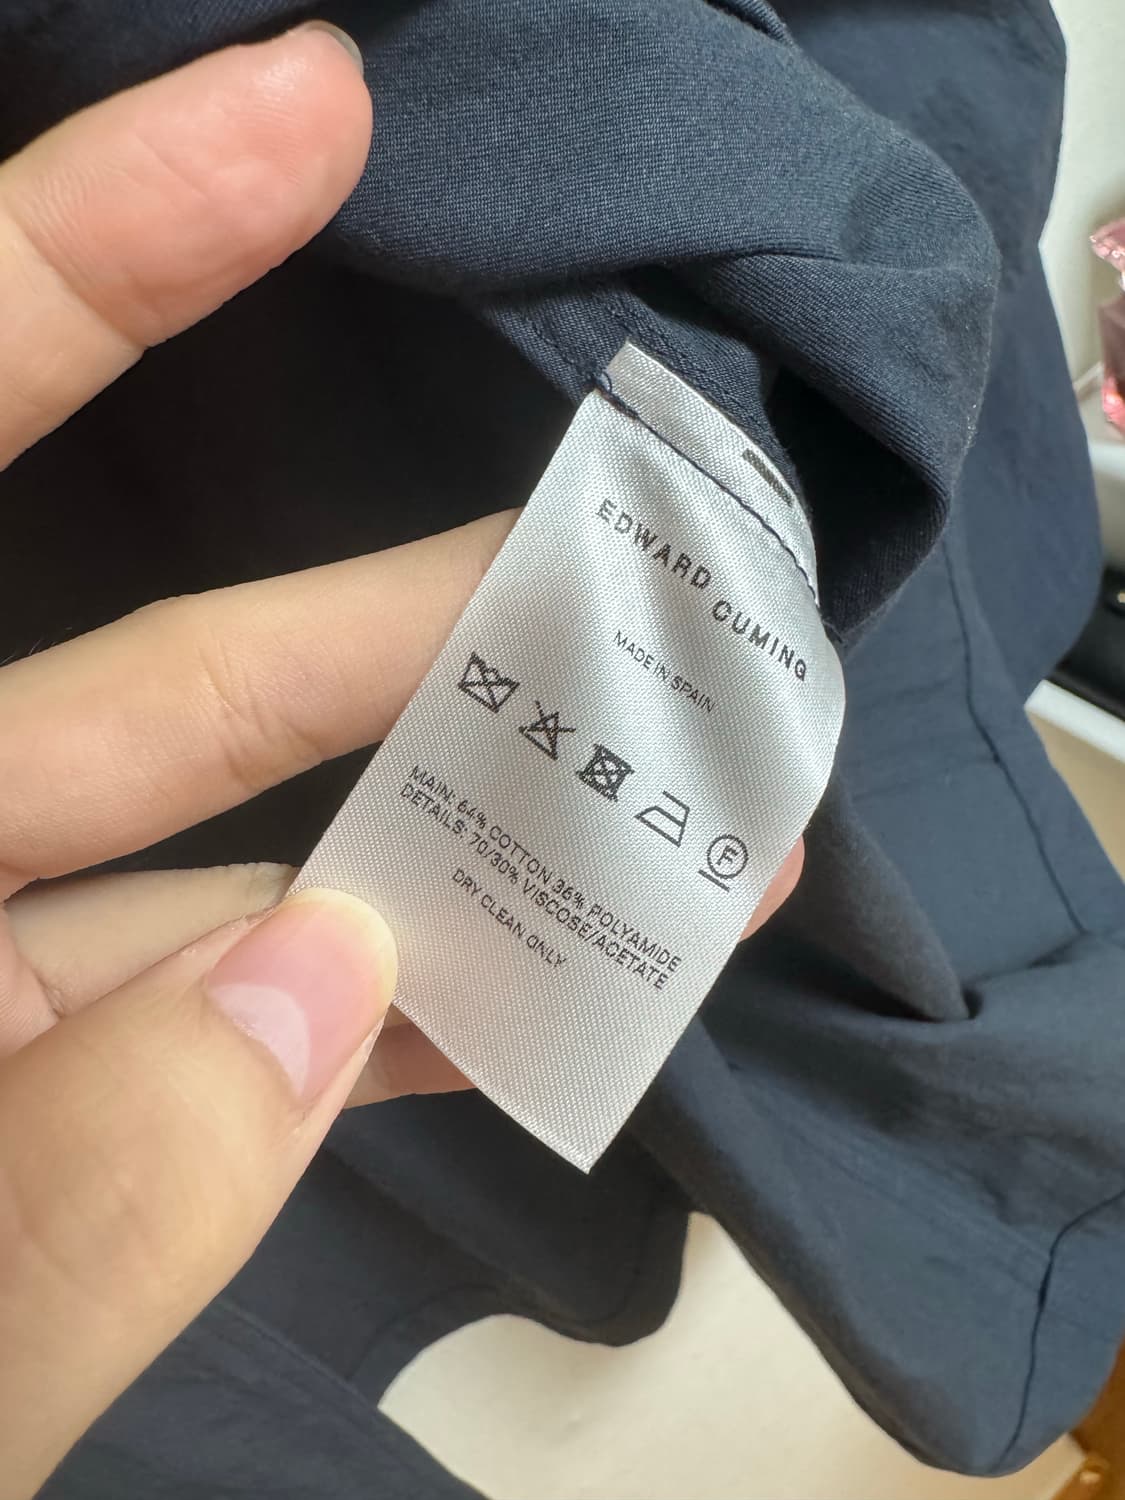 EDWARD CUMING
MADE IN SPAIN
F
MAIN: 64% COTTON 36% POLYAMIDE
DETAILS: 70/30% VISCOSE/ACETATE
DRY CLEAN ONLY